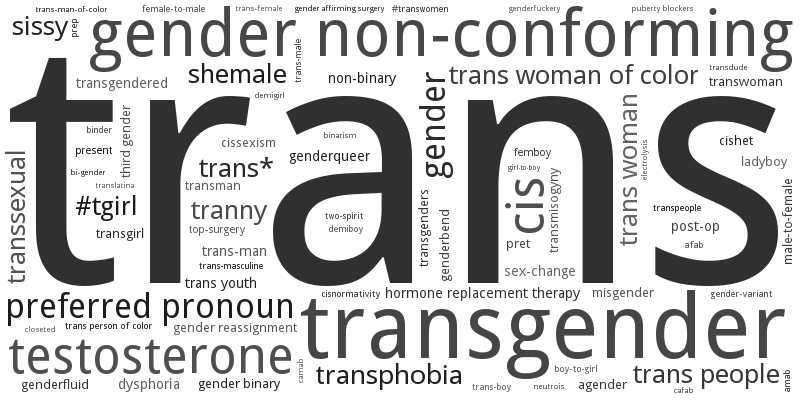 trans-man-of-color
female-to-male
trans-female
gender affirming surgery
#transwomen
genderfuckery
puberty blockers
sissy
prep
gender non-conforming
trans-male
shemale
non-binary
trans woman of color
transdude
transwoman
transgendered
demigirl
gender
trans
binder
third gender
cissexism
binarism
genderqueer
femboy
trans woman
electrolysis
cishet
ladyboy
present
bi-gender
translatina
trans*
transman
girl-to-boy
cis
transmisogyny
transsexual
#tgirl
tranny
two-spirit
demiboy
transgenders
genderbend
transpeople
post-op
afab
male-to-female
transgirl
top-surgery
trans-man
pret
trans-masculine
sex-change
trans youth
preferred pronoun
cisnormativity
hormone replacement therapy
misgender
gender-variant
closeted
trans person of color
gender reassignment
transgender
testosterone
camab
transphobia
boy-to-girl
trans people
amab
genderfluid
dysphoria
gender binary
trans-boy
neutrois
agender
cafab